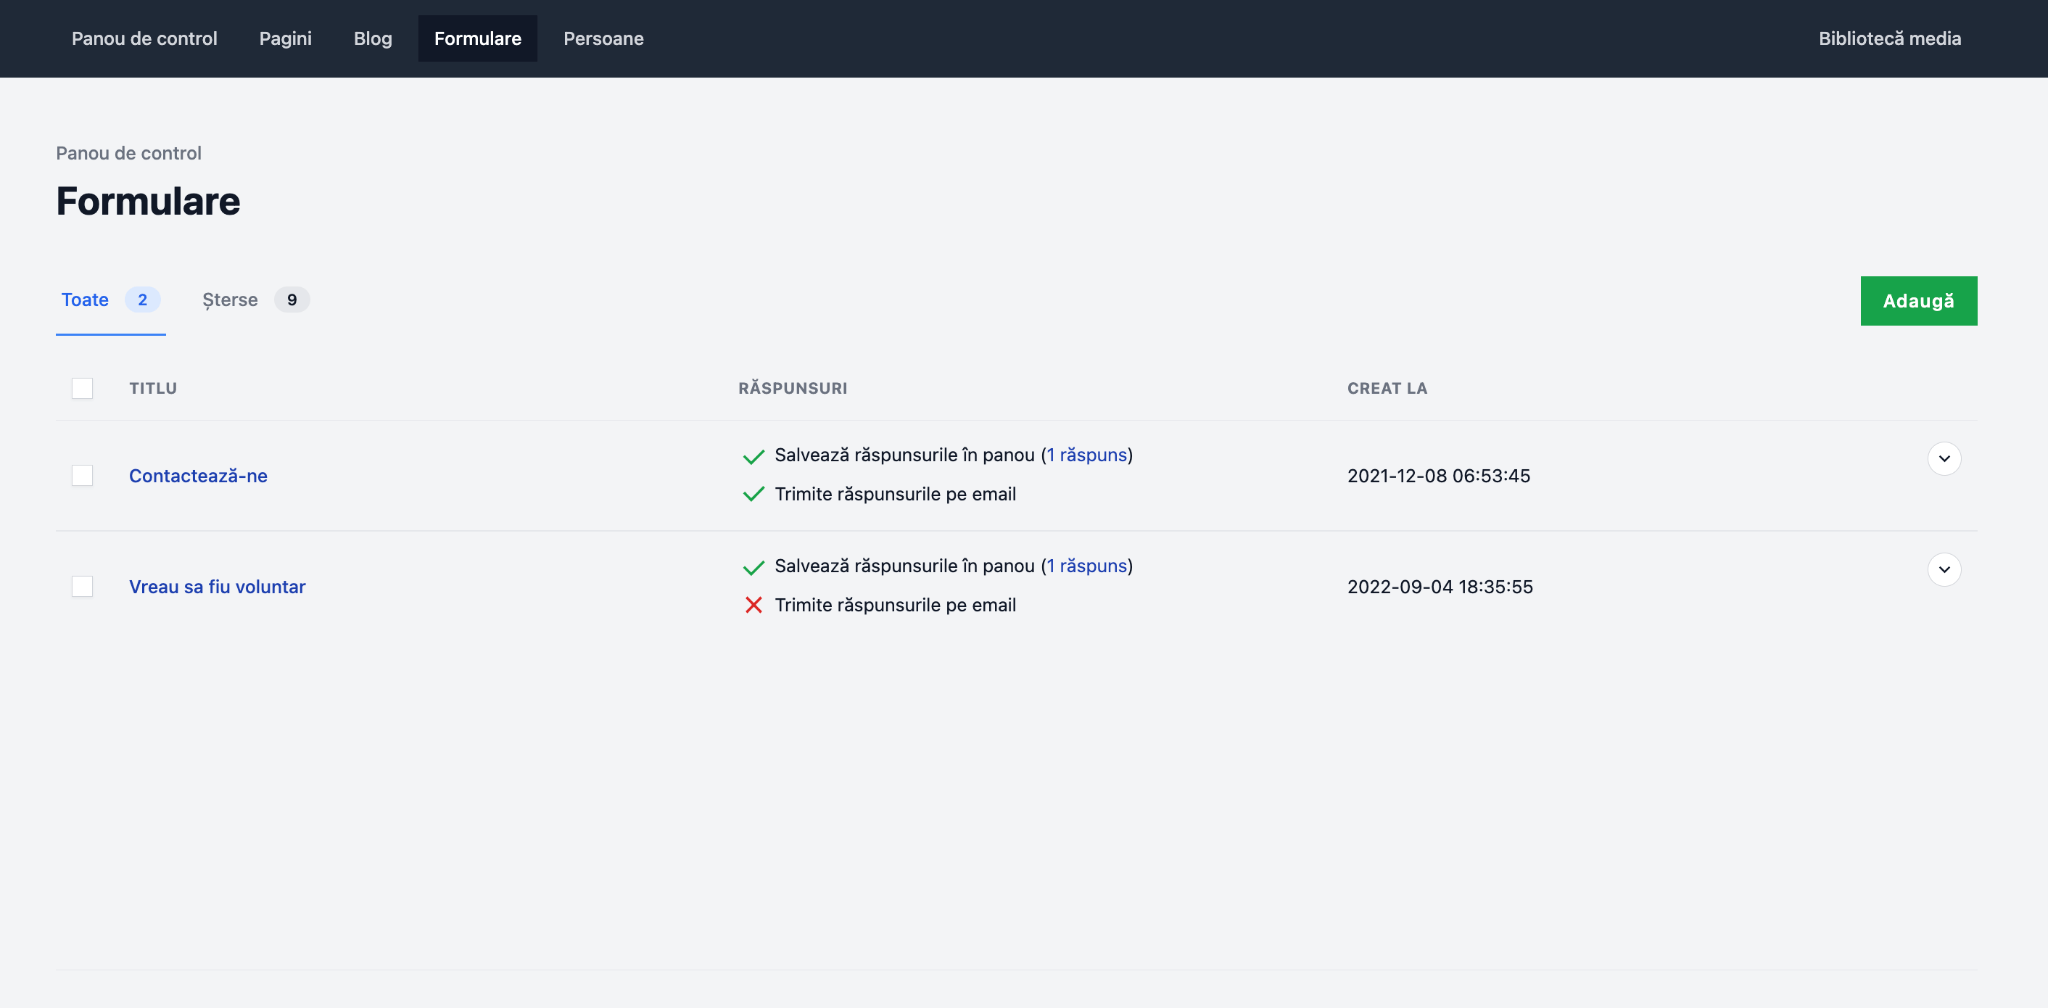 Panou de control Pagini Blog Formulare Persoane Bibliotecă media
Panou de control
Formulare
Toate 2 Șterse 9 Adaugă
TITLU RĂSPUNSURI CREAT LA
Contactează-ne
Salvează răspunsurile în panou (1 răspuns)
Trimite răspunsurile pe email
2021-12-08 06:53:45
Vreau sa fiu voluntar
Salvează răspunsurile în panou (1 răspuns)
Trimite răspunsurile pe email
2022-09-04 18:35:55